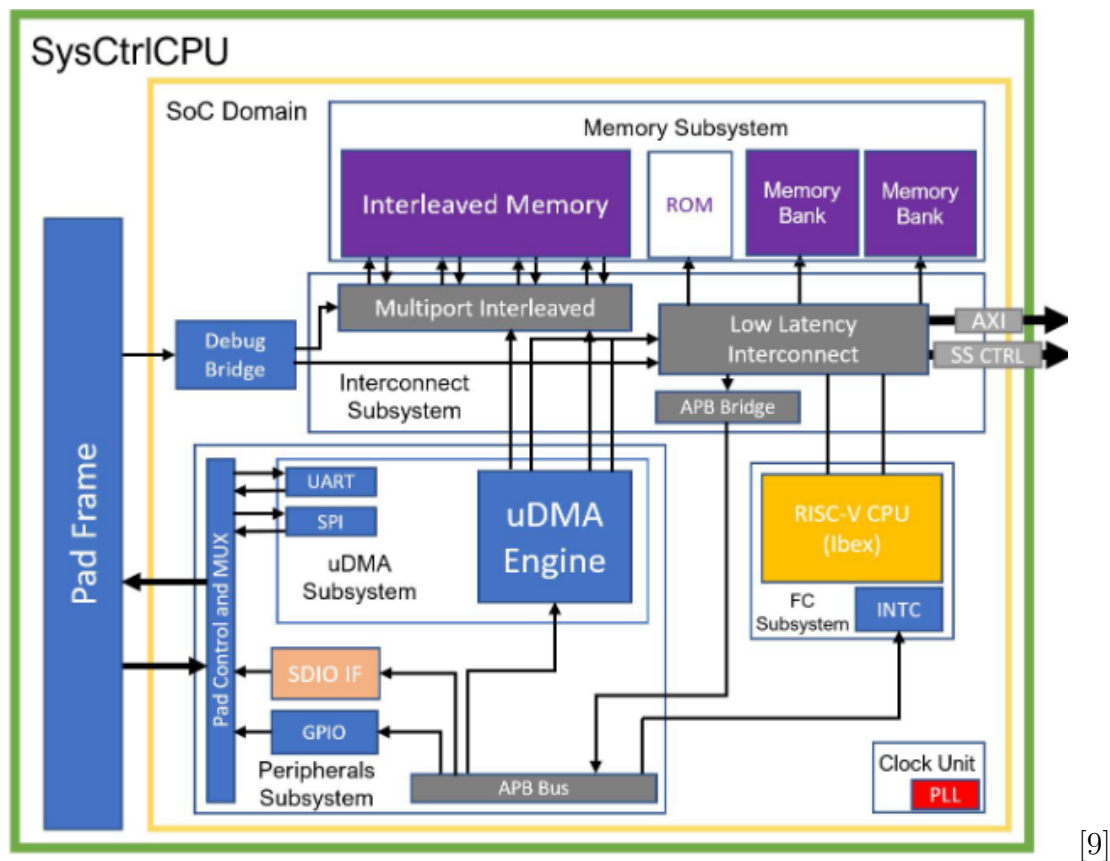 SysCtrlCPU
SoC Domain
Memory Subsystem
Interleaved Memory
ROM
Memory
Bank
Memory
Bank
Multiport Interleaved
Low Latency
Interconnect
AXI
SS CTRL
Debug
Bridge
Interconnect
Subsystem
APB Bridge
Pad Frame
Pad Control and MUX
UART
SPI
uDMA
Subsystem
uDMA
Engine
RISC-V CPU
(Ibex)
FC
Subsystem
INTC
SDIO IF
GPIO
Peripherals
Subsystem
APB Bus
Clock Unit
PLL
[9]